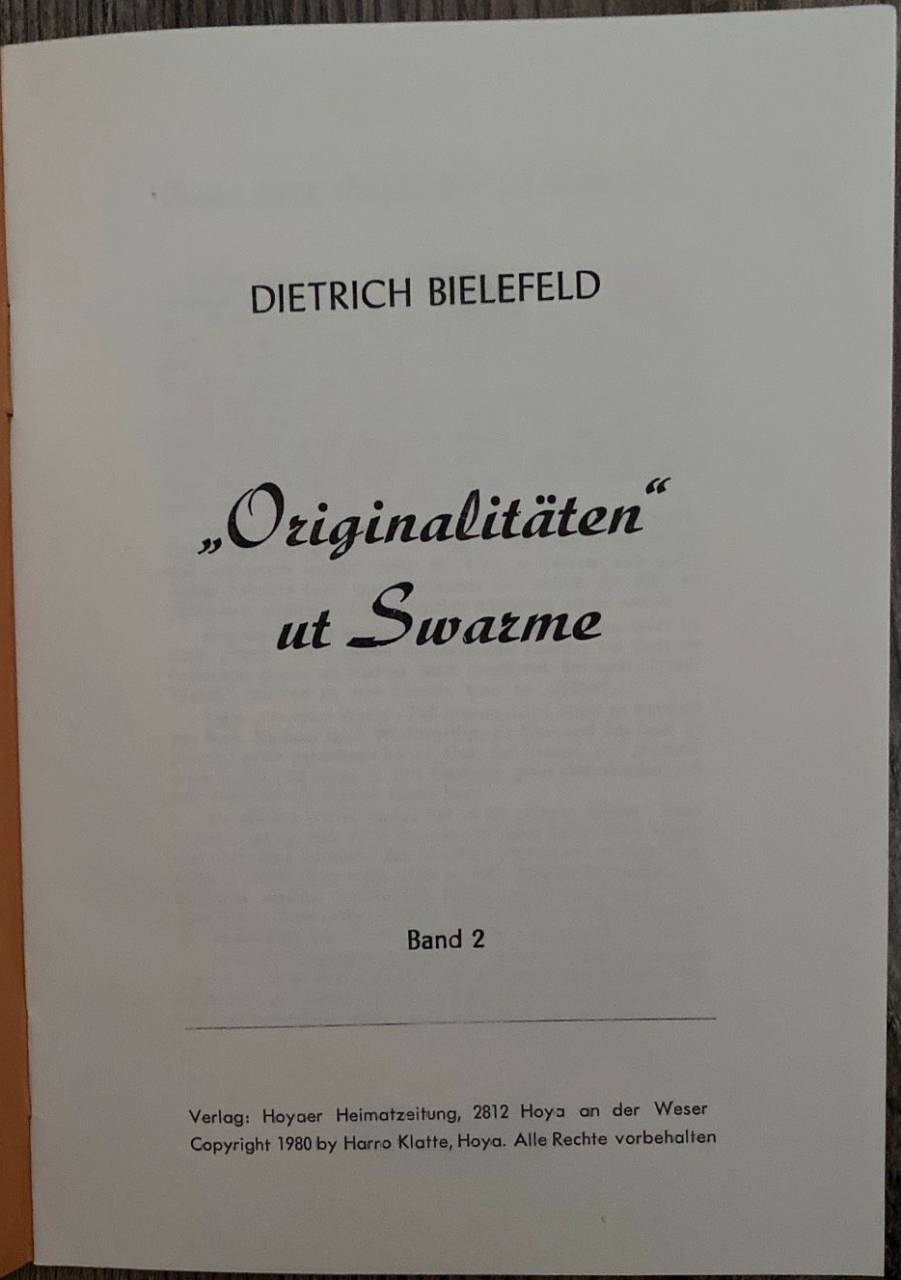 DIETRICH BIELEFELD
„Originalitäten“
ut Swarme
Band 2
Verlag: Hoyaer Heimatzeitung, 2812 Hoya an der Weser
Copyright 1980 by Harro Klatte, Hoya. Alle Rechte vorbehalten